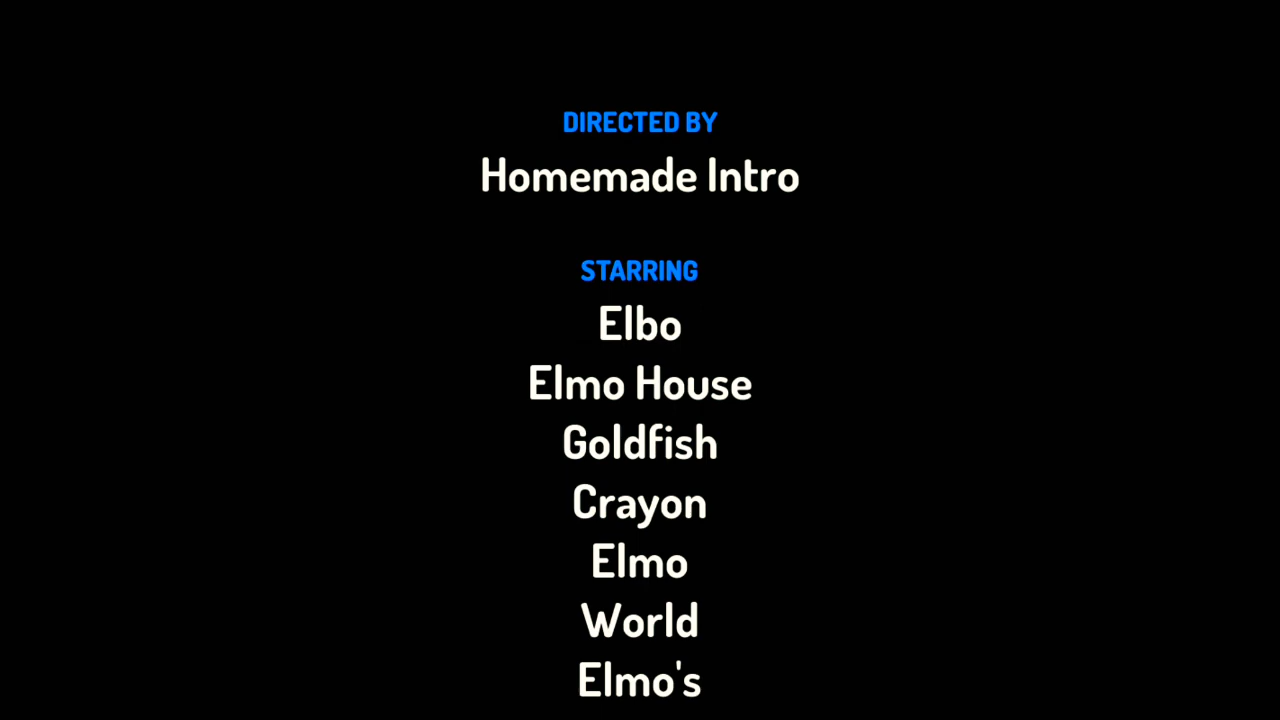 DIRECTED BY
Homemade Intro
STARRING
Elbo
Elmo House
Goldfish
Crayon
Elmo
World
Elmo's